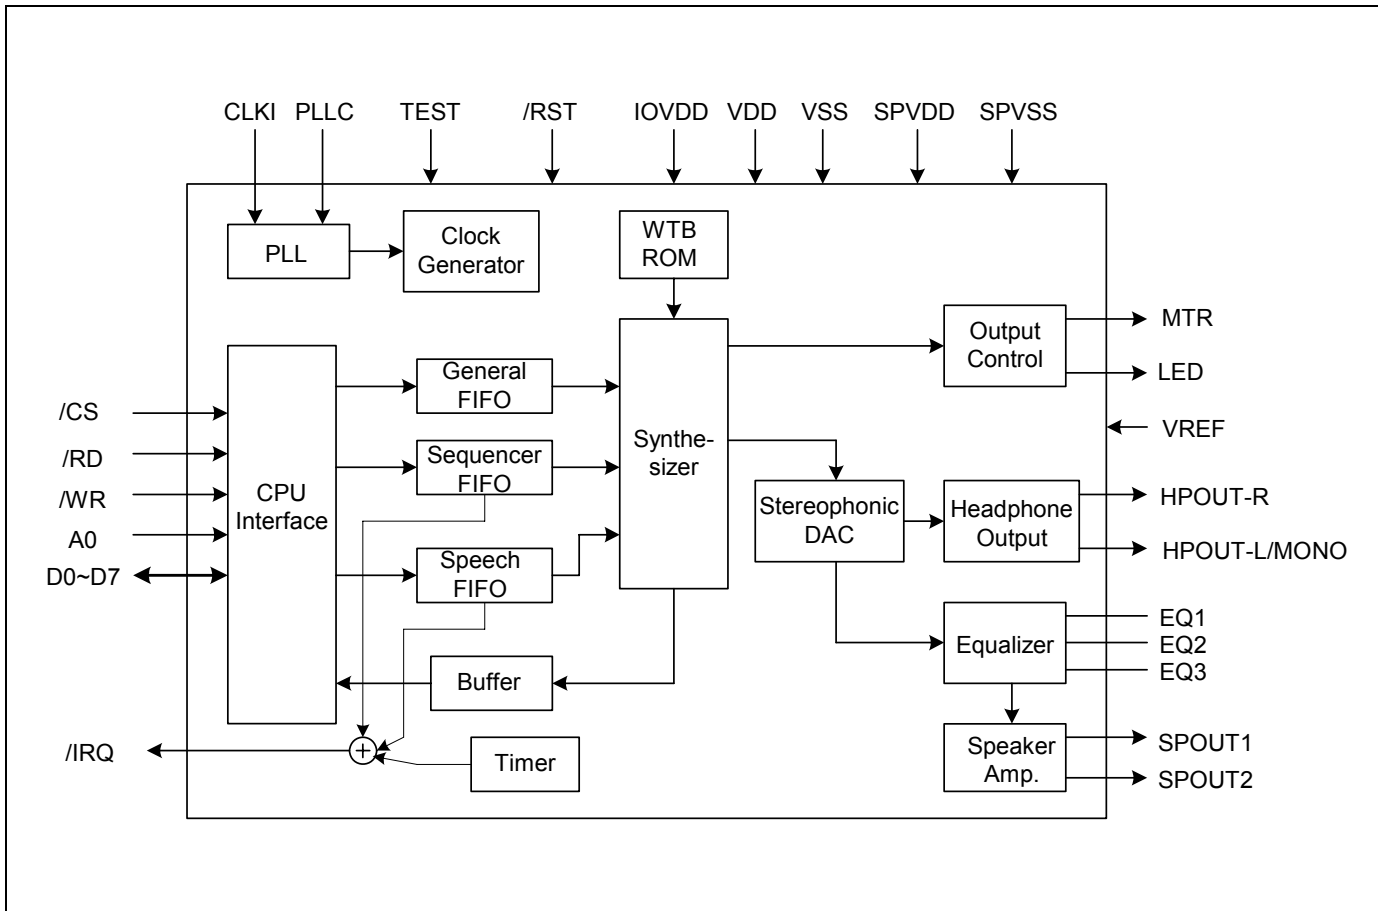 CLKI PLLC TEST /RST IOVDD VDD VSS SPVDD SPVSS
PLL
Clock
Generator
WTB
ROM
Output
Control
MTR
LED
VREF
/CS
/RD
/WR
A0
D0~D7
CPU
Interface
General
FIFO
Sequencer
FIFO
Speech
FIFO
Buffer
Synthe-
sizer
Stereophonic
DAC
Headphone
Output
HPOUT-R
HPOUT-L/MONO
Equalizer
EQ1
EQ2
EQ3
/IRQ
+
Timer
Speaker
Amp.
SPOUT1
SPOUT2